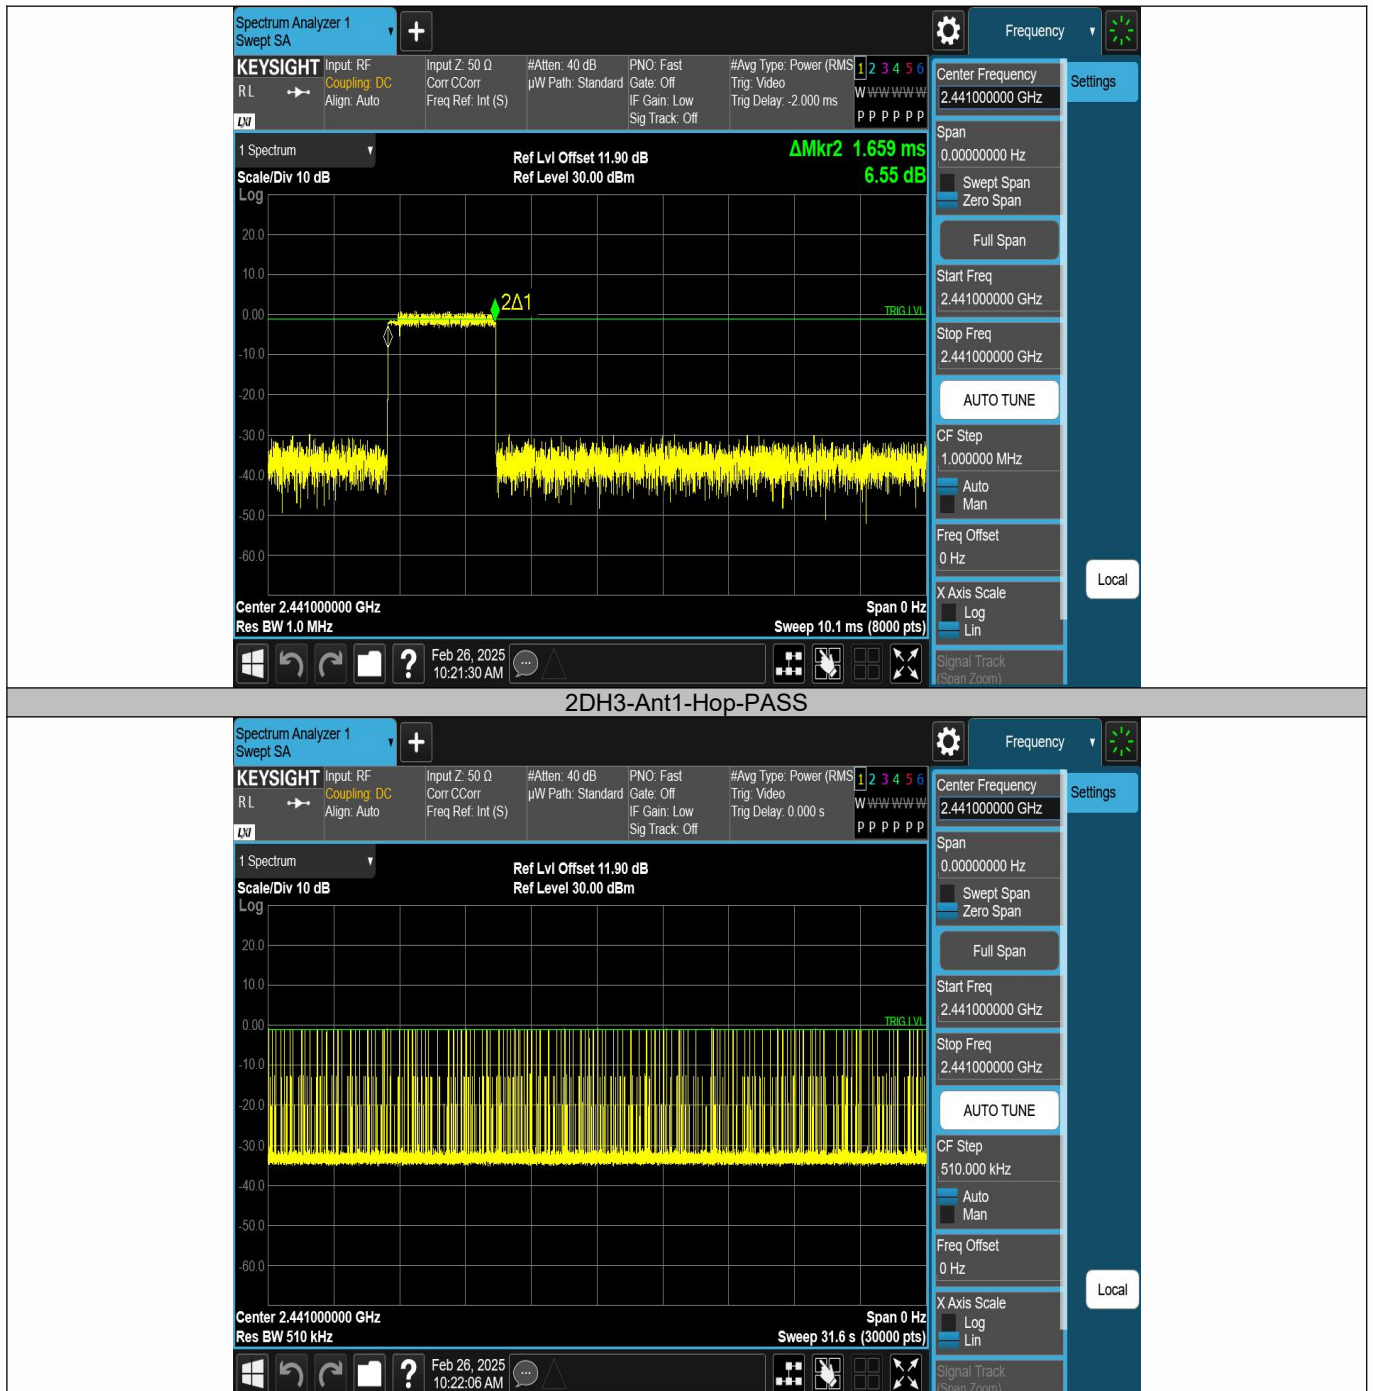 Spectrum Analyzer 1
Swept SA
+
Frequency
KEYSIGHT
RL
LXI
Input: RF
Coupling: DC
Align: Auto
Input Z: 50 Ω
Corr CCorr
Freq Ref: Int (S)
#Atten: 40 dB
µW Path: Standard
PNO: Fast
Gate: Off
IF Gain: Low
Sig Track: Off
#Avg Type: Power (RMS
Trig: Video
Trig Delay: -2.000 ms
1 2 3 4 5 6
W W W W W W
P P P P P P
Center Frequency
2.441000000 GHz
Settings
1 Spectrum
Scale/Div 10 dB
Log
Ref Lvl Offset 11.90 dB
Ref Level 30.00 dBm
ΔMkr2 1.659 ms
6.55 dB
Span
0.00000000 Hz
Swept Span
Zero Span
Full Span
Start Freq
2.441000000 GHz
Stop Freq
2.441000000 GHz
AUTO TUNE
CF Step
1.000000 MHz
Auto
Man
Freq Offset
0 Hz
X Axis Scale
Log
Lin
Signal Track
(Span Zoom)
Local
20.0
10.0
0.00
-10.0
-20.0
-30.0
-40.0
-50.0
-60.0
2Δ1
TRIG LVL
Center 2.441000000 GHz
Res BW 1.0 MHz
Span 0 Hz
Sweep 10.1 ms (8000 pts)
?
Feb 26, 2025
10:21:30 AM
2DH3-Ant1-Hop-PASS
Spectrum Analyzer 1
Swept SA
+
Frequency
KEYSIGHT
RL
LXI
Input: RF
Coupling: DC
Align: Auto
Input Z: 50 Ω
Corr CCorr
Freq Ref: Int (S)
#Atten: 40 dB
µW Path: Standard
PNO: Fast
Gate: Off
IF Gain: Low
Sig Track: Off
#Avg Type: Power (RMS
Trig: Video
Trig Delay: 0.000 s
1 2 3 4 5 6
W W W W W W
P P P P P P
Center Frequency
2.441000000 GHz
Settings
1 Spectrum
Scale/Div 10 dB
Log
Ref Lvl Offset 11.90 dB
Ref Level 30.00 dBm
Span
0.00000000 Hz
Swept Span
Zero Span
Full Span
Start Freq
2.441000000 GHz
Stop Freq
2.441000000 GHz
AUTO TUNE
CF Step
510.000 kHz
Auto
Man
Freq Offset
0 Hz
X Axis Scale
Log
Lin
Signal Track
(Span Zoom)
Local
20.0
10.0
0.00
-10.0
-20.0
-30.0
-40.0
-50.0
-60.0
TRIG LVL
Center 2.441000000 GHz
Res BW 510 kHz
Span 0 Hz
Sweep 31.6 s (30000 pts)
?
Feb 26, 2025
10:22:06 AM